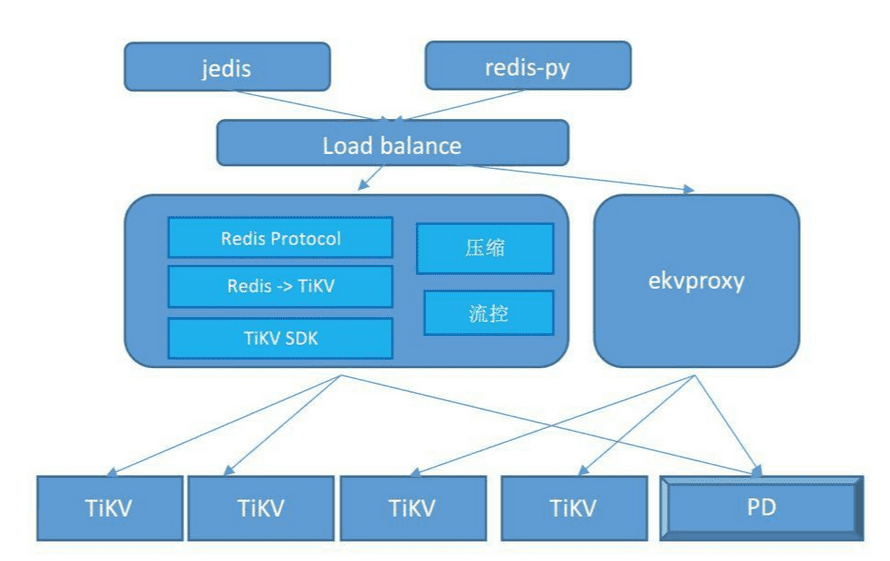 jedis
redis-py
Load balance
Redis Protocol
压缩
Redis -> TiKV
流控
TiKV SDK
ekvproxy
TiKV
TiKV
TiKV
TiKV
PD